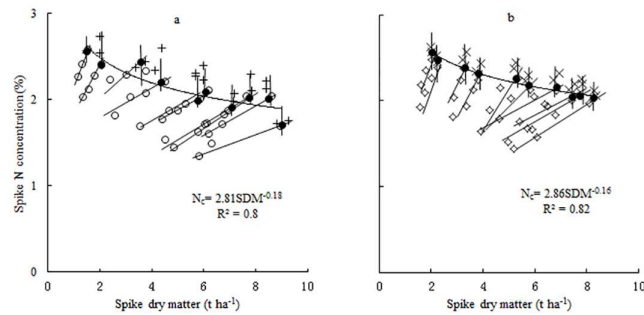 a
b
3
2
1
0
Spike N concentration (%)
N_c= 2.81SDM^-0.18
R² = 0.8
N_c= 2.86SDM^-0.16
R² = 0.82
0 2 4 6 8 10
0 2 4 6 8 10
Spike dry matter (t ha^-1)
Spike dry matter (t ha^-1)